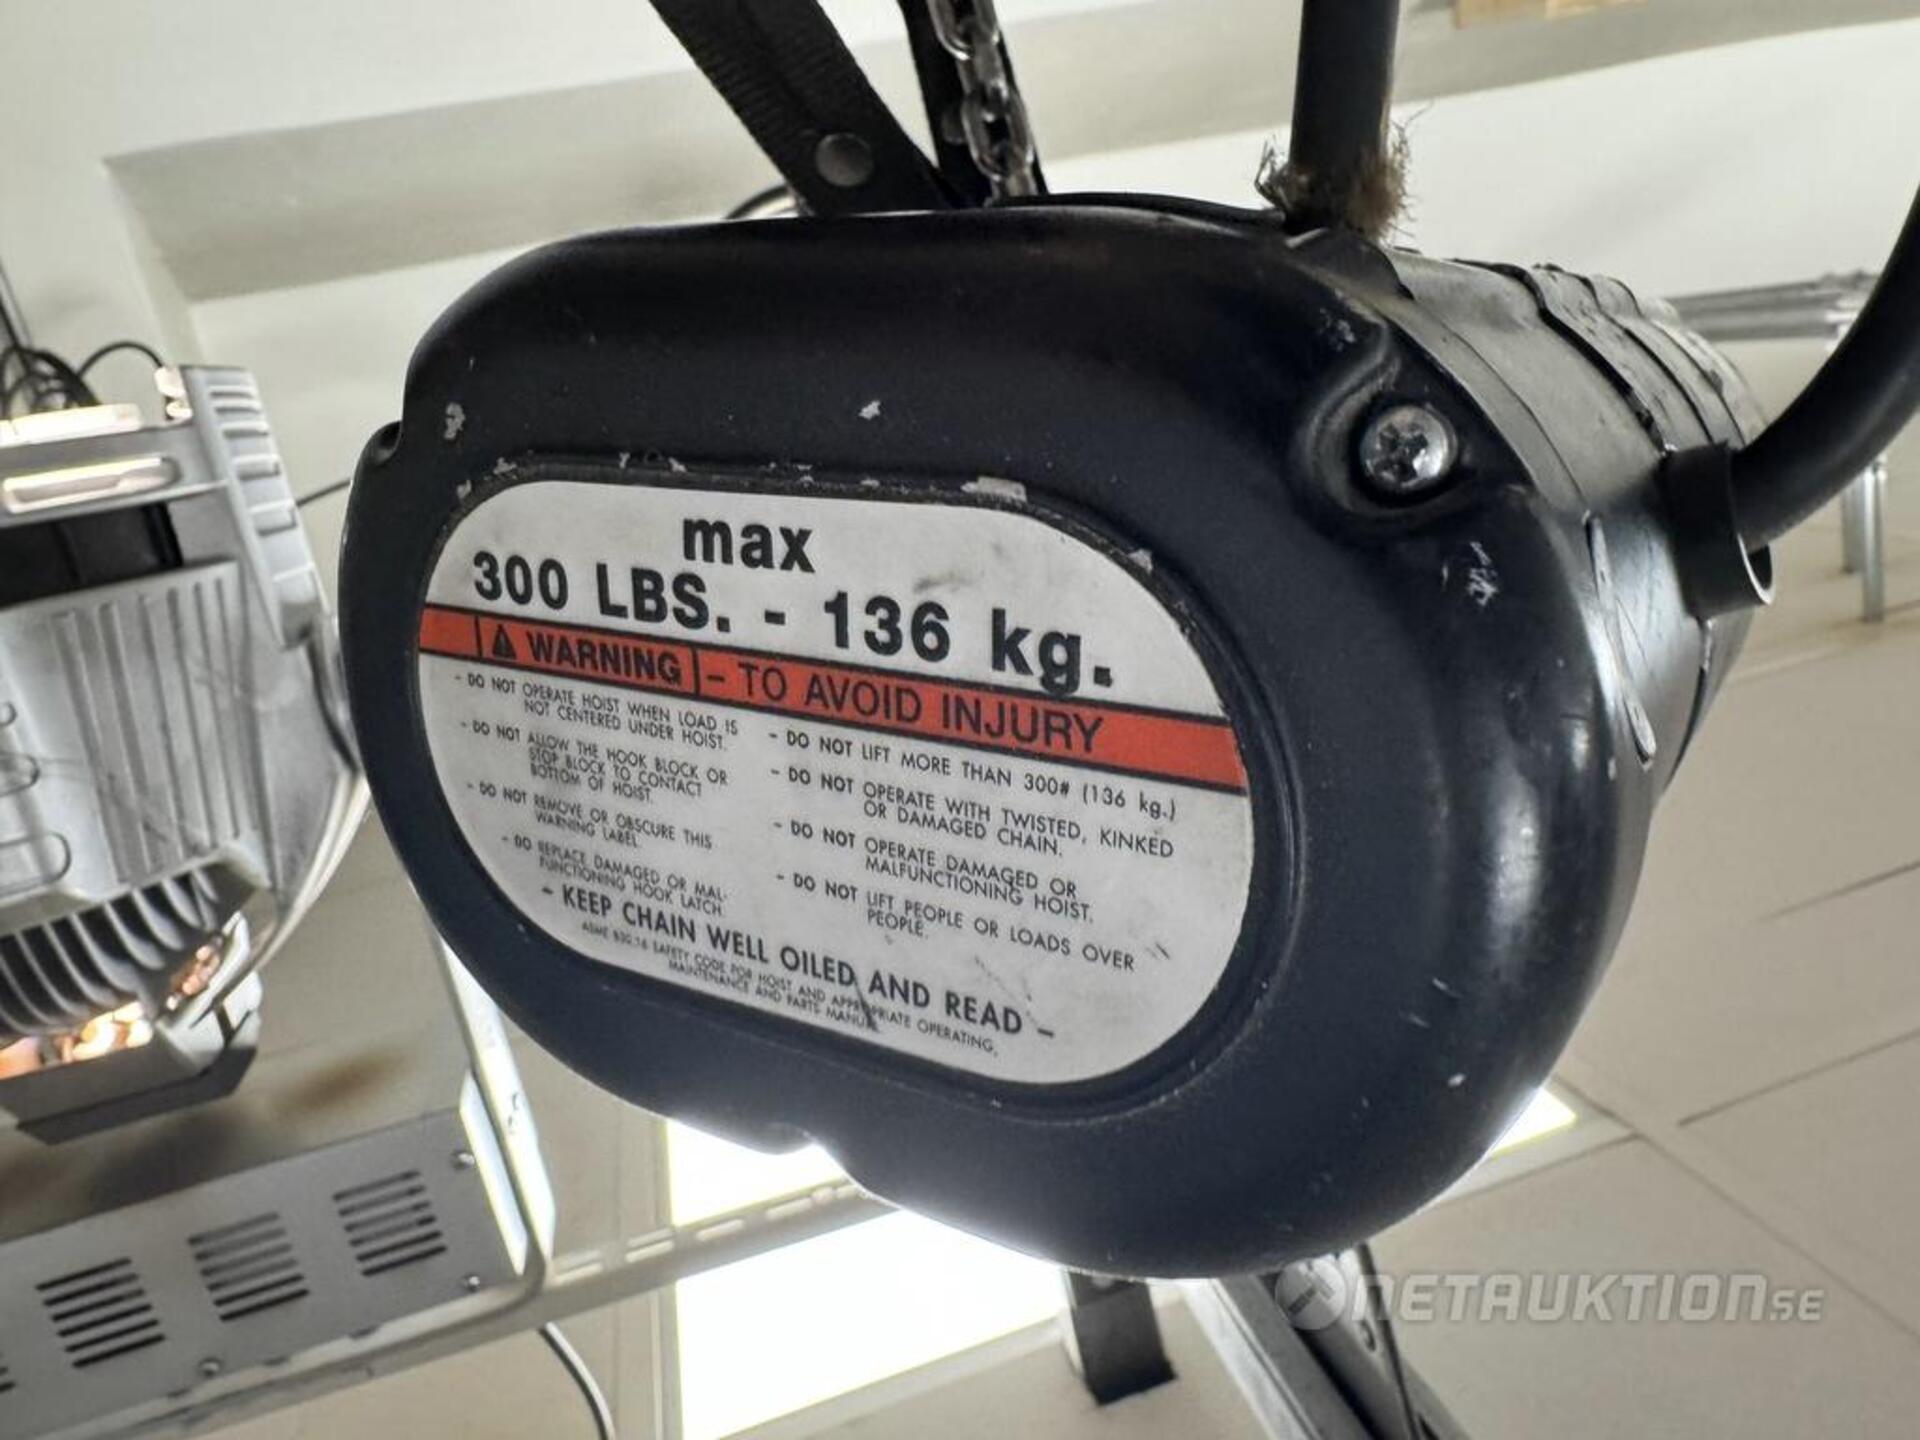 max
300 LBS. - 136 kg.
WARNING - TO AVOID INJURY
- DO NOT OPERATE HOIST WHEN LOAD IS
NOT CENTERED UNDER HOIST.
- DO NOT ALLOW THE HOOK BLOCK OR
STOP BLOCK TO CONTACT
BOTTOM OF HOIST.
- DO NOT REMOVE OR OBSCURE THIS
WARNING LABEL.
- DO REPLACE DAMAGED OR MAL-
FUNCTIONING HOOK LATCH.
- DO NOT LIFT MORE THAN 300# (136 kg.)
- DO NOT OPERATE WITH TWISTED, KINKED
OR DAMAGED CHAIN.
- DO NOT OPERATE DAMAGED OR
MALFUNCTIONING HOIST.
- DO NOT LIFT PEOPLE OR LOADS OVER
PEOPLE.
- KEEP CHAIN WELL OILED AND READ -
ASME B30.16 SAFETY CODE FOR HOIST AND APPROPRIATE OPERATING,
MAINTENANCE AND PARTS MANUAL.
NETAUKTION.SE